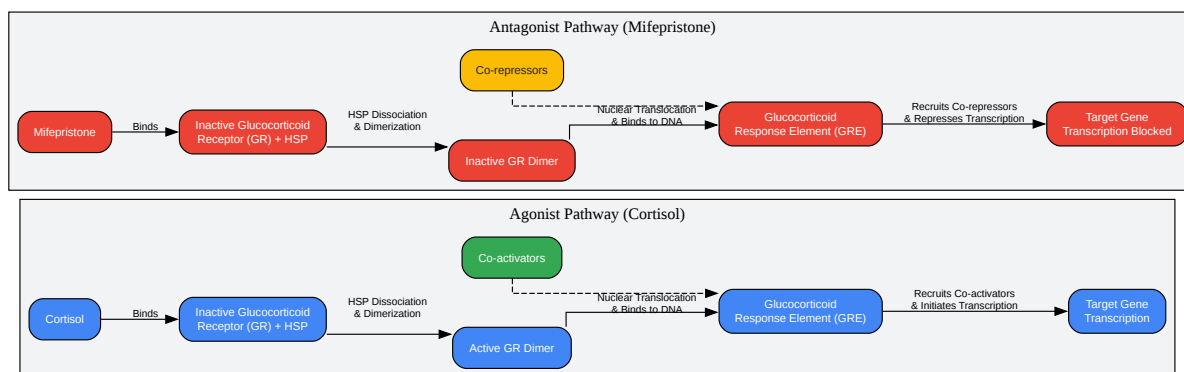 Antagonist Pathway (Mifepristone)
Co-repressors
Mifepristone
Binds
Inactive Glucocorticoid
Receptor (GR) + HSP
HSP Dissociation
& Dimerization
Inactive GR Dimer
Nuclear Translocation
& Binds to DNA
Glucocorticoid
Response Element (GRE)
Recruits Co-repressors
& Represses Transcription
Target Gene
Transcription Blocked
Agonist Pathway (Cortisol)
Co-activators
Cortisol
Binds
Inactive Glucocorticoid
Receptor (GR) + HSP
HSP Dissociation
& Dimerization
Active GR Dimer
Nuclear Translocation
& Binds to DNA
Glucocorticoid
Response Element (GRE)
Recruits Co-activators
& Initiates Transcription
Target Gene
Transcription